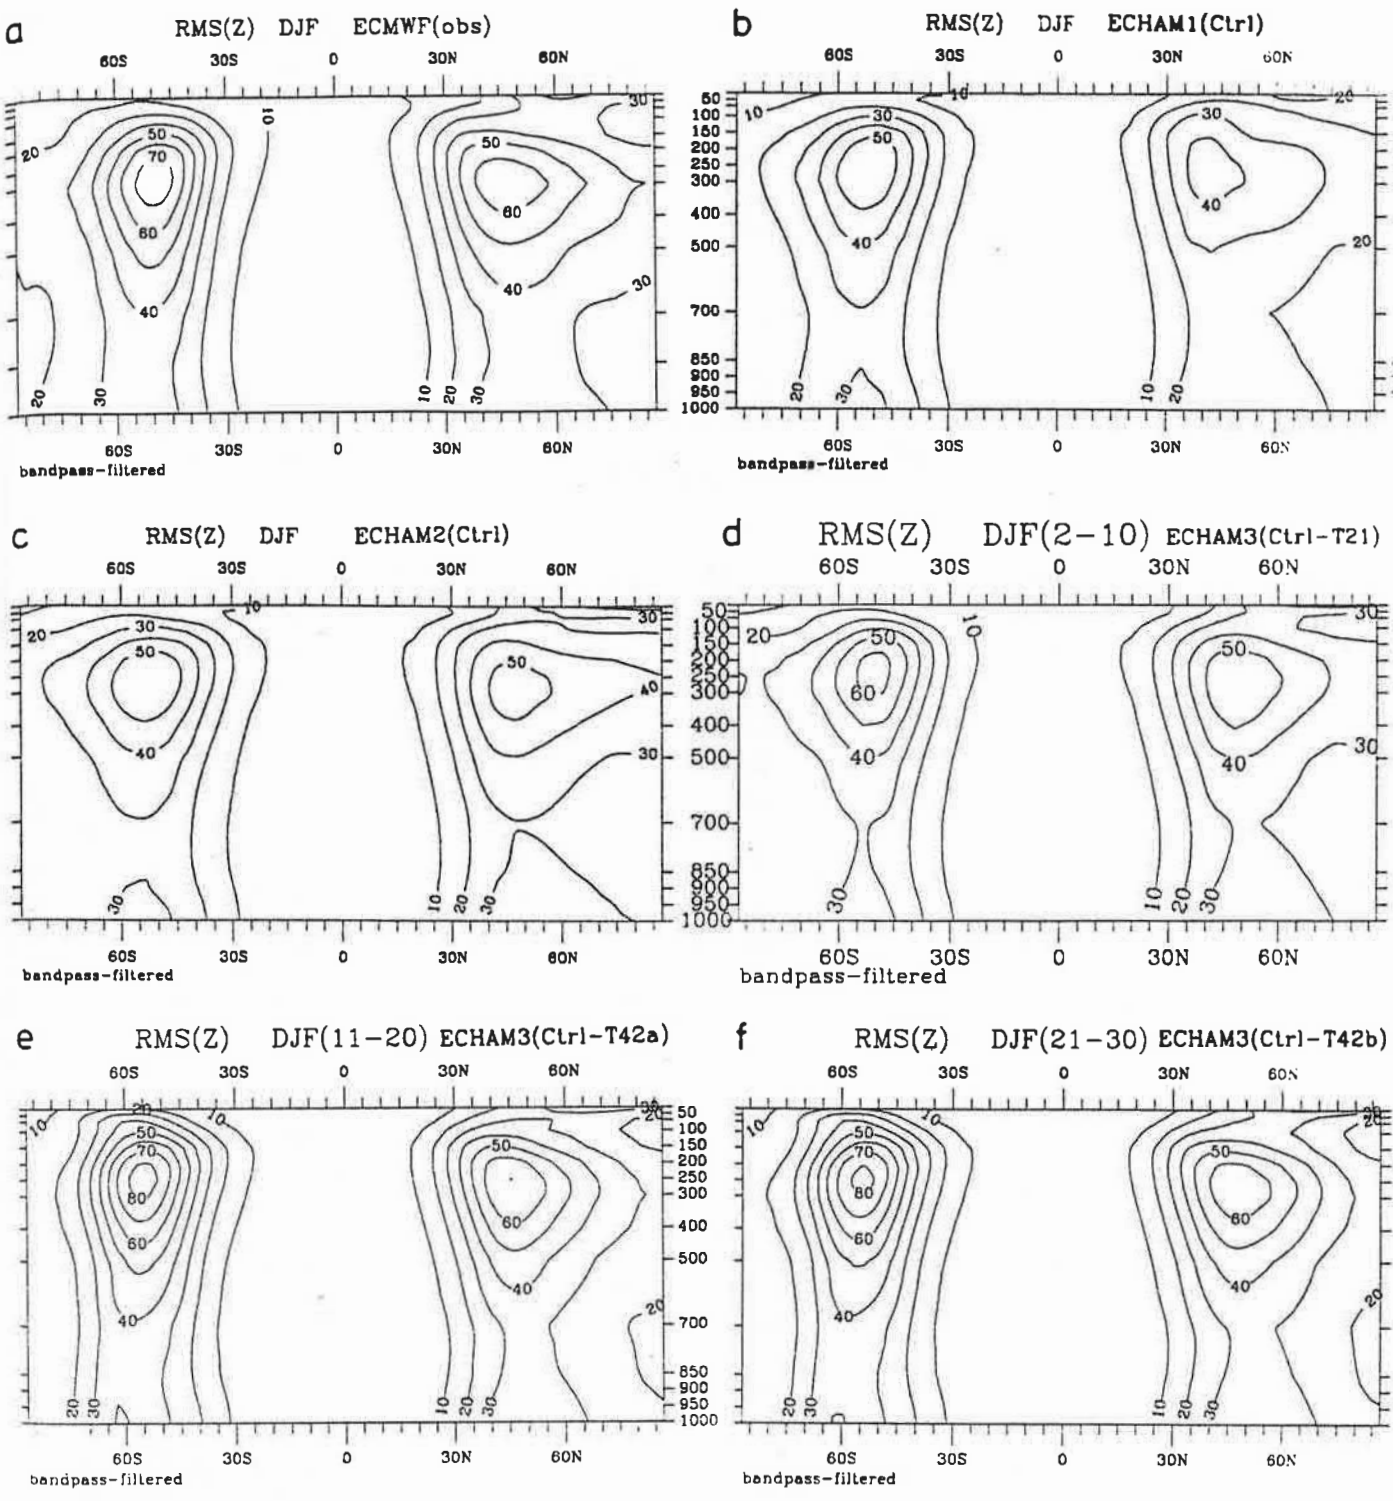 a RMS(Z) DJF ECMWF(obs)
60S 30S 0 30N 60N
10 30
50
50
20
70
60
60
40
40
30
20 30 10 20 30
60S 30S 0 30N 60N
bandpass-filtered
b RMS(Z) DJF ECHAM1(Ctrl)
60S 30S 0 30N 60N
50 10 20
100 10 30 30
150 50
200
250
300
400 40
500 40 20
700
850
900
950 20 30 10 20
1000
60S 30S 0 30N 60N
bandpass-filtered
c RMS(Z) DJF ECHAM2(Ctrl)
60S 30S 0 30N 60N
10
20 30 30
50 50
40
40 30
30 10 20 30
60S 30S 0 30N 60N
bandpass-filtered
d RMS(Z) DJF(2-10) ECHAM3(Ctrl-T21)
60S 30S 0 30N 60N
50 30
100 20 50 10
150 50
200
250
300 60
400
500 40 40 30
700
850
900
950 30 10 20 30
1000
60S 30S 0 30N 60N
bandpass-filtered
e RMS(Z) DJF(11-20) ECHAM3(Ctrl-T42a)
60S 30S 0 30N 60N
20 10 50
10 50 100
70 50 150
200
80 250
300
60 60 400
500
40 40 20
700
850
900
20 30 10 20 30 950
1000
60S 30S 0 30N 60N
bandpass-filtered
f RMS(Z) DJF(21-30) ECHAM3(Ctrl-T42b)
60S 30S 0 30N 60N
10 20
10 50
70 50
80
60 60
40 40 20
20 30 10 20 30
60S 30S 0 30N 60N
bandpass-filtered